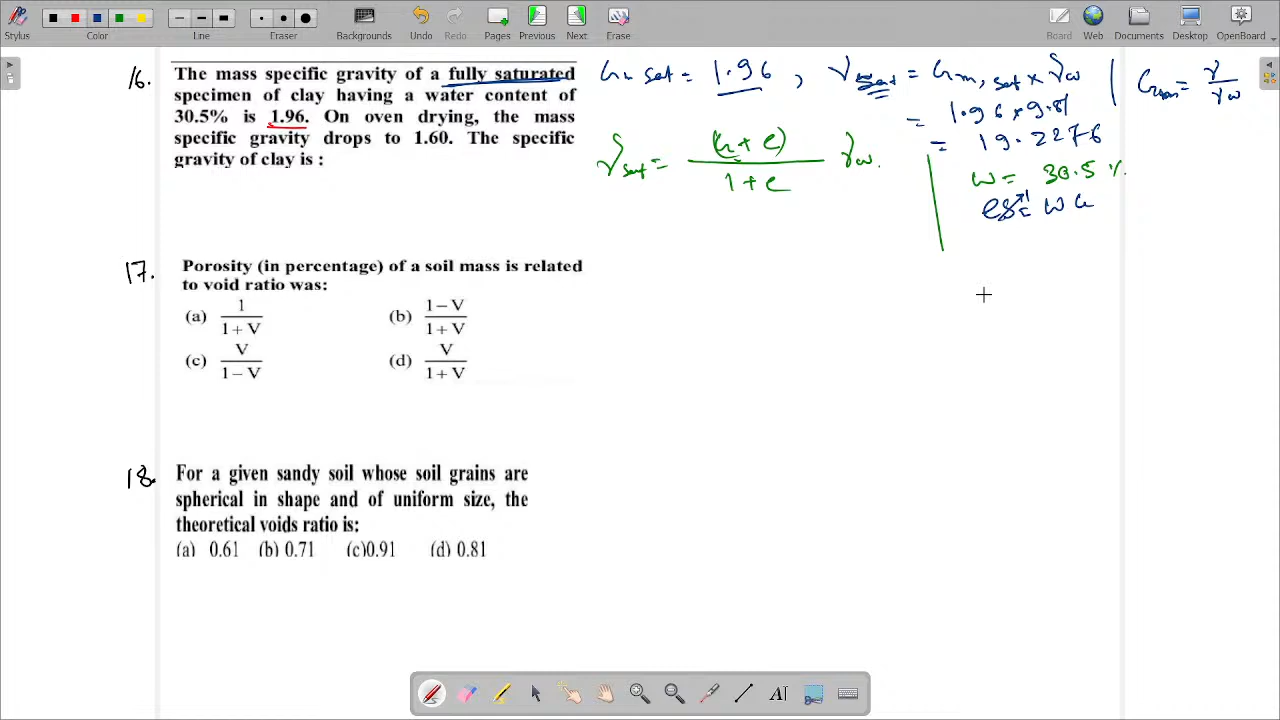 Stylus
Color
Line
Eraser
Backgrounds
Undo
Redo
Pages
Previous
Next
Erase
Board
Web
Documents
Desktop
OpenBoard
16.
The mass specific gravity of a fully saturated
specimen of clay having a water content of
30.5% is 1.96. On oven drying, the mass
specific gravity drops to 1.60. The specific
gravity of clay is :
Gm sat = 1.96 ,
= Gm, sat × γw
= 1.96 × 9.81
= 19.2276
Gm = γ/γw
γsat = (G + e)/(1 + e) γw.
w = 30.5 %
eS = wG
17.
Porosity (in percentage) of a soil mass is related
to void ratio was:
(a) 1/(1+V) (b) (1−V)/(1+V)
(c) V/(1−V) (d) V/(1+V)
18.
For a given sandy soil whose soil grains are
spherical in shape and of uniform size, the
theoretical voids ratio is:
(a) 0.61 (b) 0.71 (c)0.91 (d) 0.81